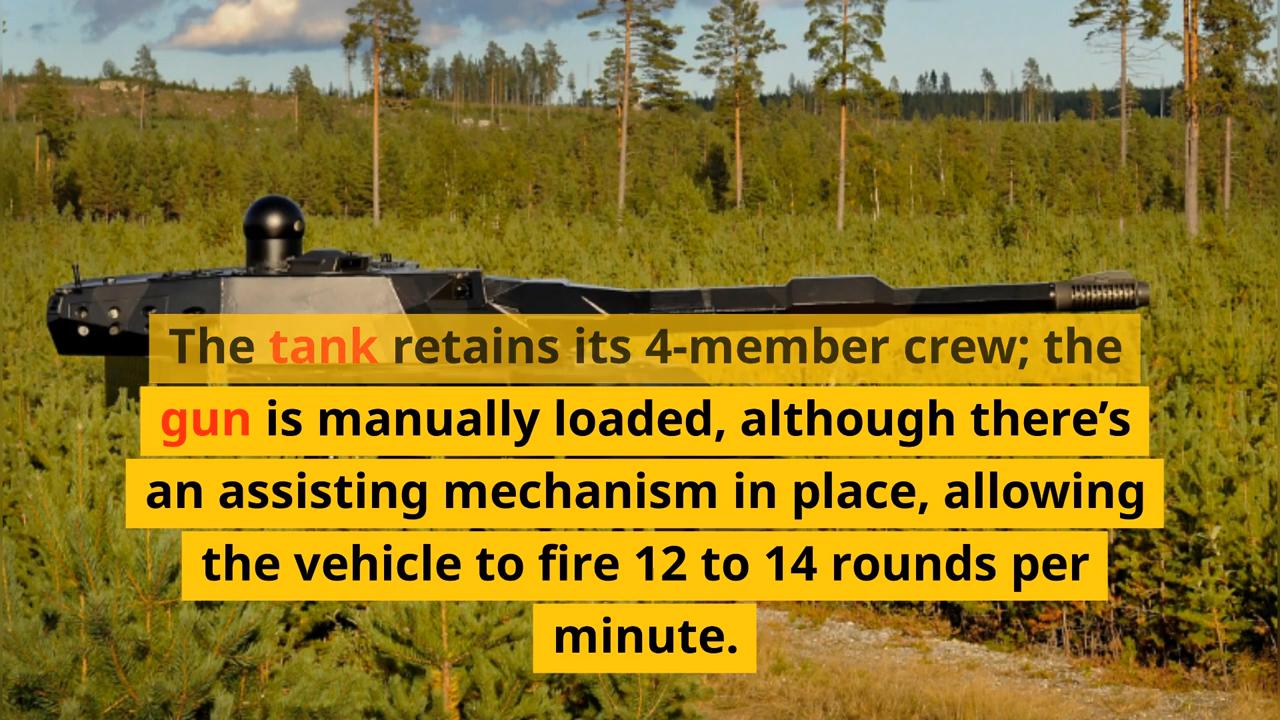 The tank retains its 4-member crew; the
gun is manually loaded, although there’s
an assisting mechanism in place, allowing
the vehicle to fire 12 to 14 rounds per
minute.